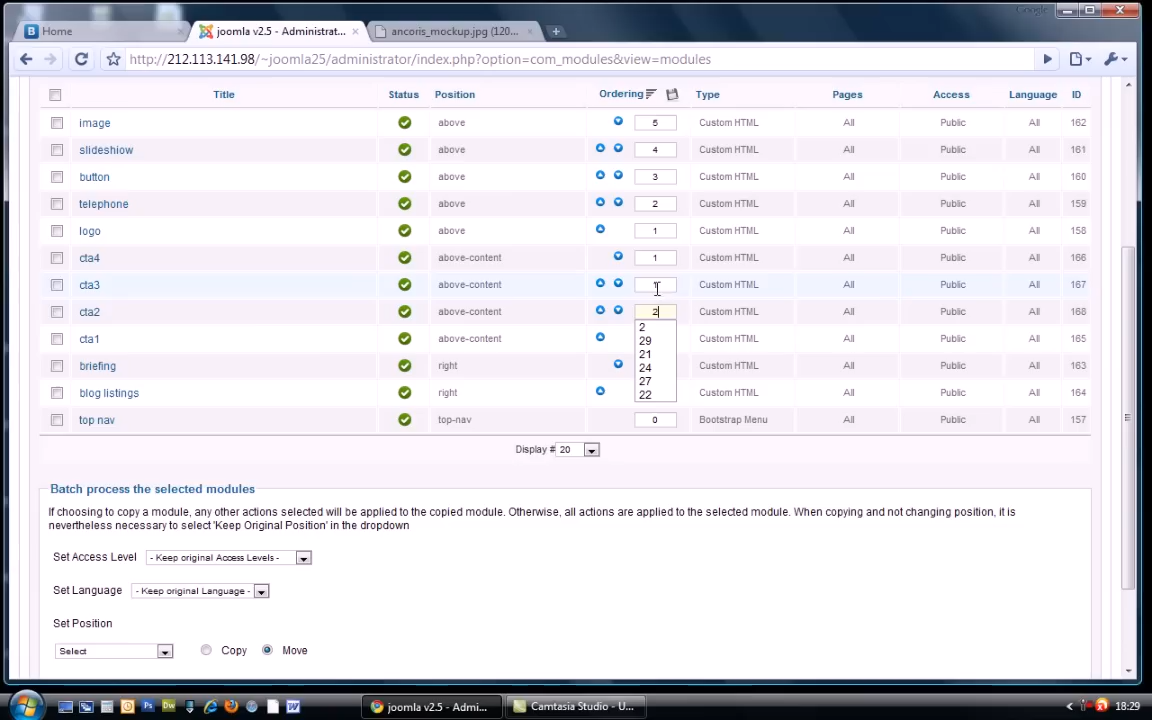 Google
Home
joomla v2.5 - Administrat...
ancoris_mockup.jpg (120...
http://212.113.141.98/~joomla25/administrator/index.php?option=com_modules&view=modules
Title Status Position Ordering Type Pages Access Language ID
image above 5 Custom HTML All Public All 162
slideshiow above 4 Custom HTML All Public All 161
button above 3 Custom HTML All Public All 160
telephone above 2 Custom HTML All Public All 159
logo above 1 Custom HTML All Public All 158
cta4 above-content 1 Custom HTML All Public All 166
cta3 above-content Custom HTML All Public All 167
cta2 above-content 2 Custom HTML All Public All 168
cta1 above-content Custom HTML All Public All 165
briefing right Custom HTML All Public All 163
blog listings right Custom HTML All Public All 164
top nav top-nav 0 Bootstrap Menu All Public All 157
2
29
21
24
27
22
Display # 20
Batch process the selected modules
If choosing to copy a module, any other actions selected will be applied to the copied module. Otherwise, all actions are applied to the selected module. When copying and not changing position, it is
nevertheless necessary to select 'Keep Original Position' in the dropdown
Set Access Level - Keep original Access Levels -
Set Language - Keep original Language -
Set Position
Select Copy Move
joomla v2.5 - Admi...
Camtasia Studio - U...
18:29